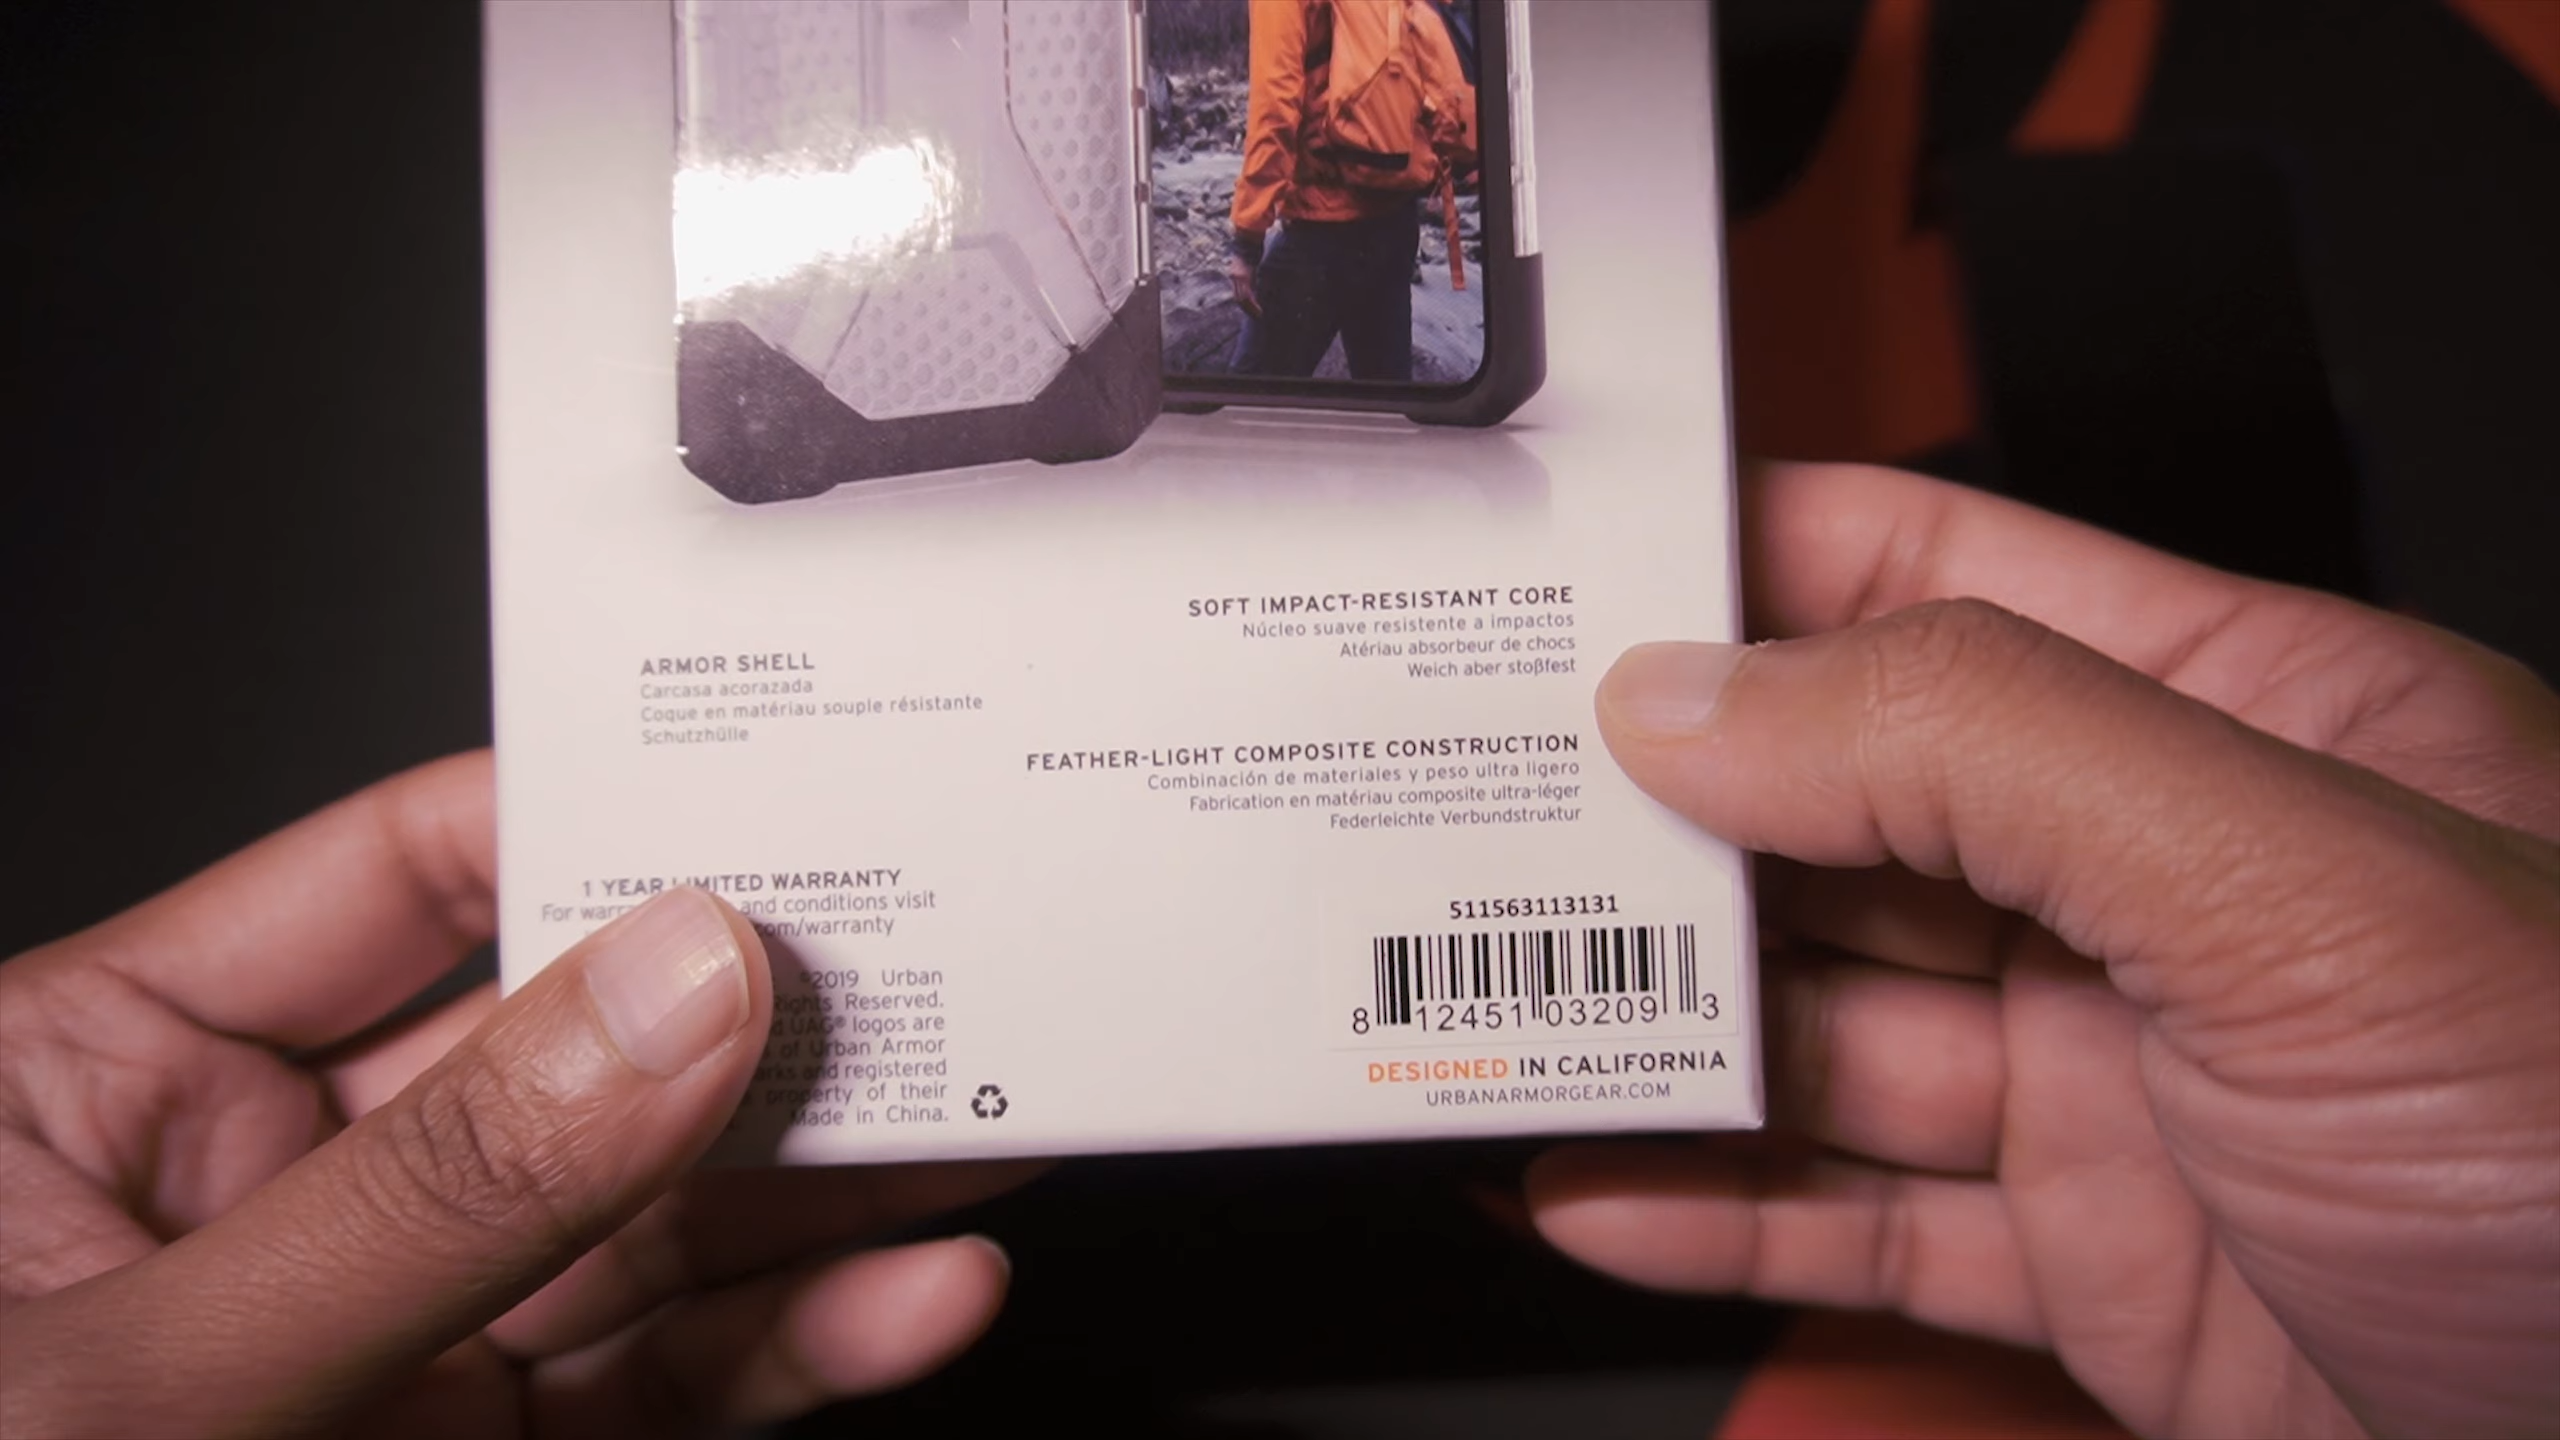 SOFT IMPACT-RESISTANT CORE
Núcleo suave resistente a impactos
Atériau absorbeur de chocs
Weich aber stoßfest
ARMOR SHELL
Carcasa acorazada
Coque en matériau souple résistante
Schutzhülle
FEATHER-LIGHT COMPOSITE CONSTRUCTION
Combinación de materiales y peso ultra ligero
Fabrication en matériau composite ultra-léger
Federleichte Verbundstruktur
1 YEAR LIMITED WARRANTY
For and conditions visit
com/warranty
©2019 Urban
Rights Reserved.
UAG® logos are
of Urban Armor
and registered
property of their
Made in China.
511563113131
8 12451 03209 3
DESIGNED IN CALIFORNIA
URBANARMORGEAR.COM